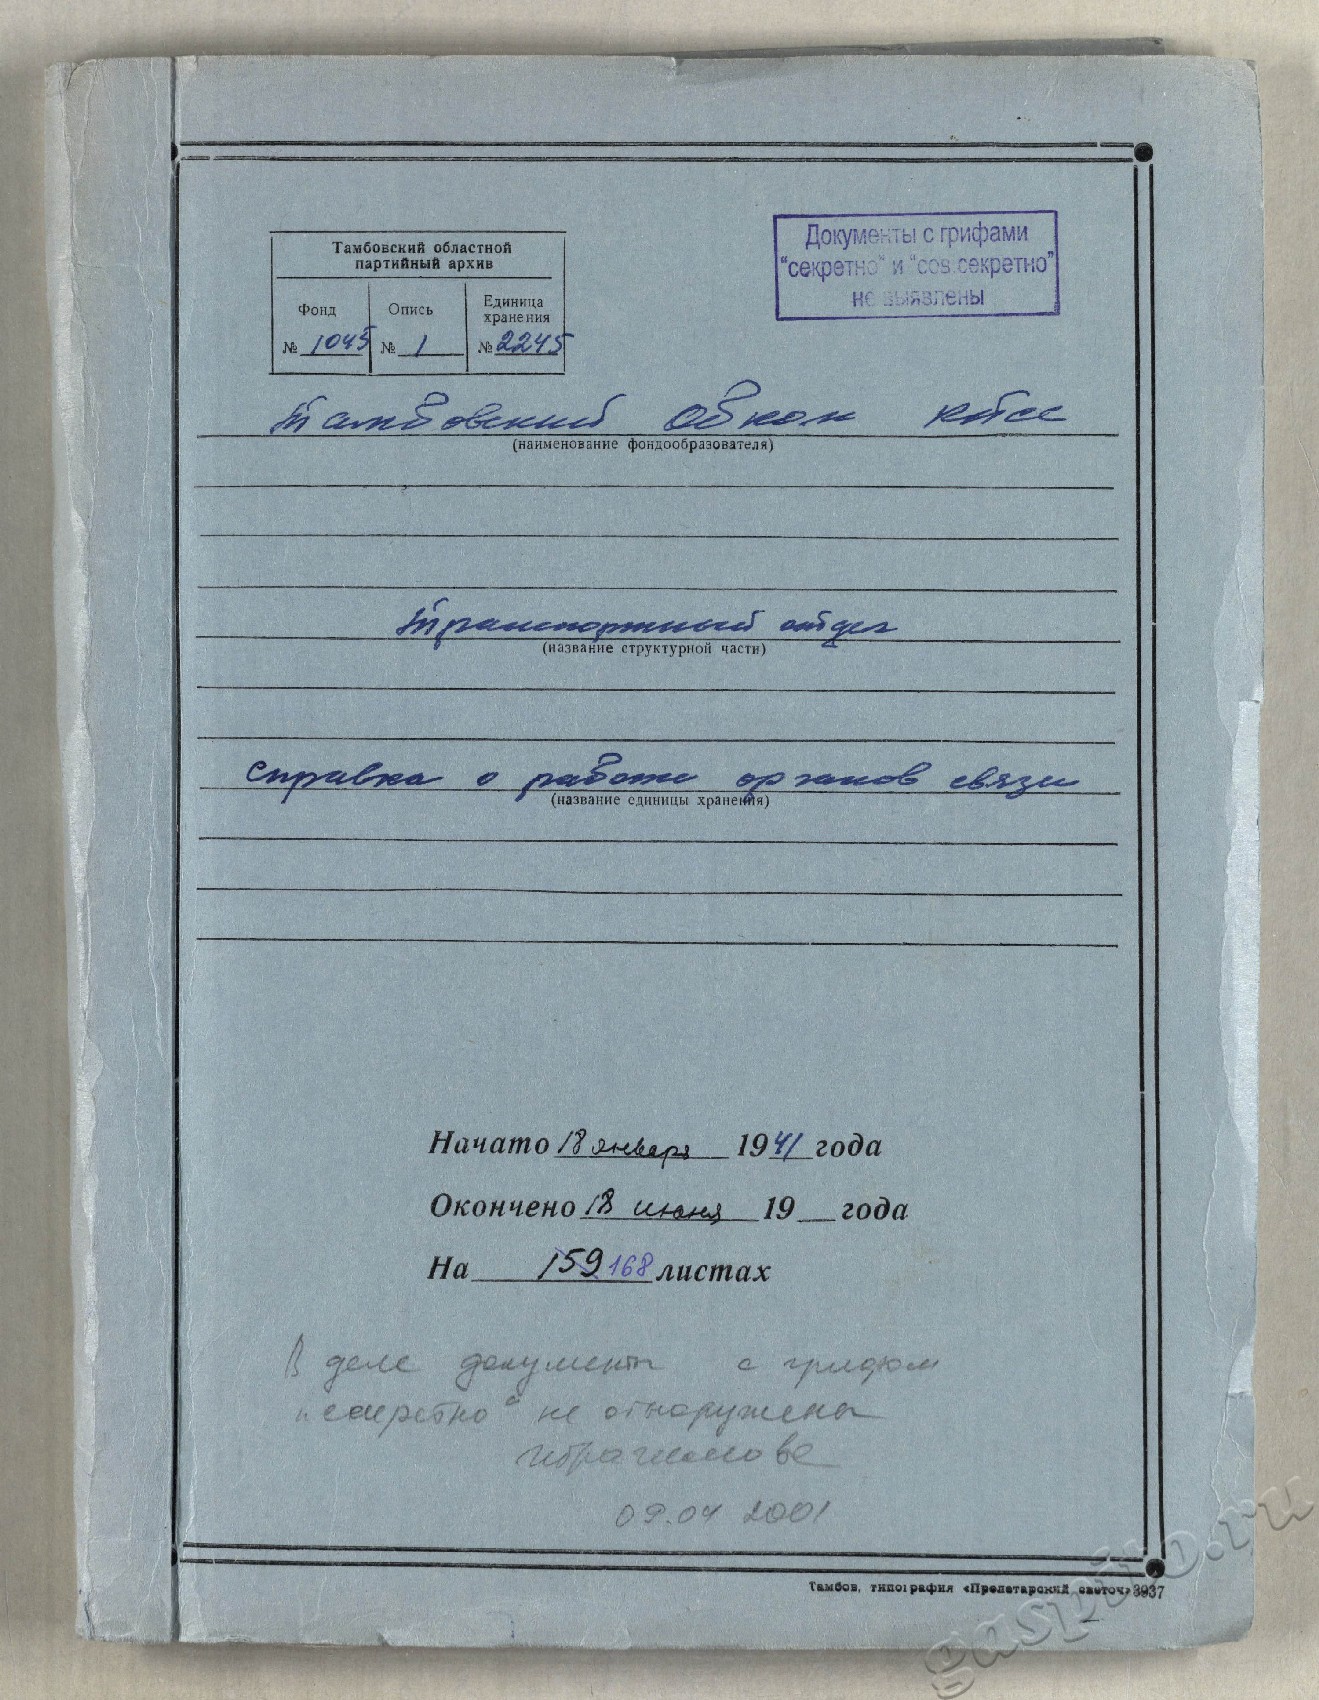 Тамбовский областной
партийный архив
Фонд Опись Единица хранения
№ 1045 № 1 № 2245
Документы с грифами
"секретно" и "сов.секретно"
не выявлены
Тамбовский Обком КПСС
(наименование фондообразователя)
Транспортный отдел
(название структурной части)
Справка о работе органов связи
(название единицы хранения)
Начато 18 января 1941 года
Окончено 18 июня 19 года
На 159 168 листах
В деле документы с грифом
"секретно" не обнаружены
09.04 2001
Тамбов, типография «Пролетарский светоч» 3937
gaspito.ru